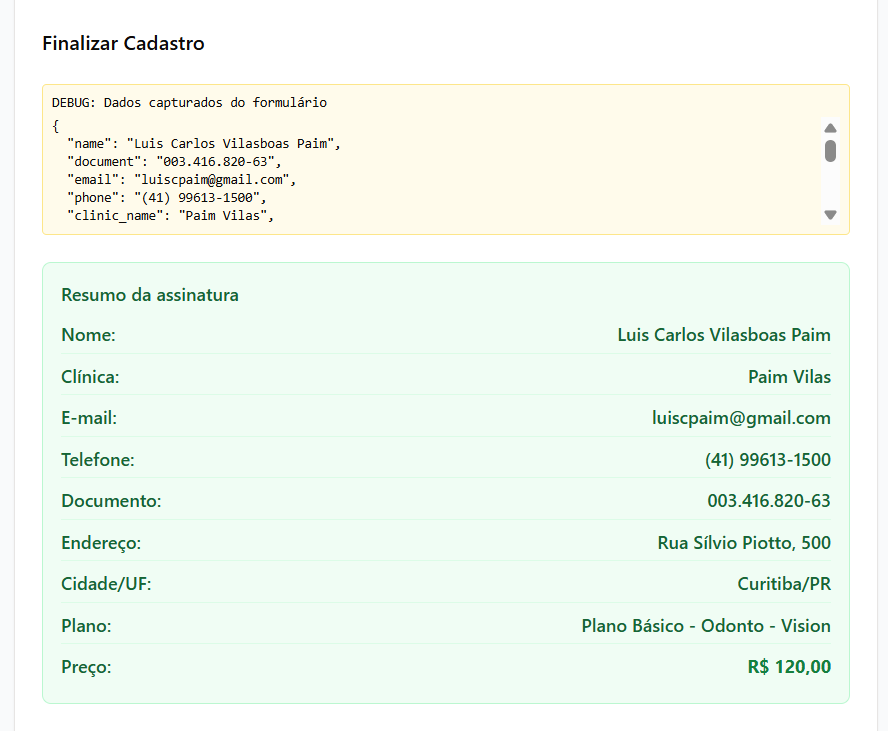 Finalizar Cadastro
DEBUG: Dados capturados do formulário
{
"name": "Luis Carlos Vilasboas Paim",
"document": "003.416.820-63",
"email": "luiscpaim@gmail.com",
"phone": "(41) 99613-1500",
"clinic_name": "Paim Vilas",
Resumo da assinatura
Nome: Luis Carlos Vilasboas Paim
Clínica: Paim Vilas
E-mail: luiscpaim@gmail.com
Telefone: (41) 99613-1500
Documento: 003.416.820-63
Endereço: Rua Sílvio Piotto, 500
Cidade/UF: Curitiba/PR
Plano: Plano Básico - Odonto - Vision
Preço: R$ 120,00